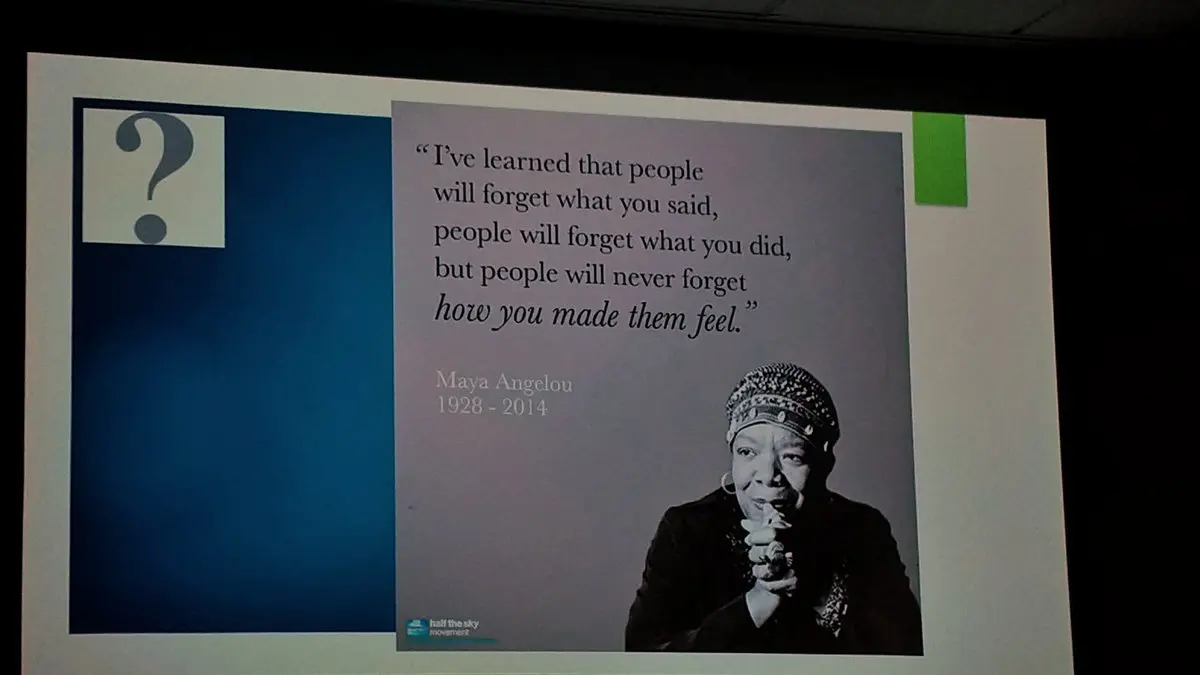 ?
“ I’ve learned that people
will forget what you said,
people will forget what you did,
but people will never forget
how you made them feel.”
Maya Angelou
1928 - 2014
half the sky
movement